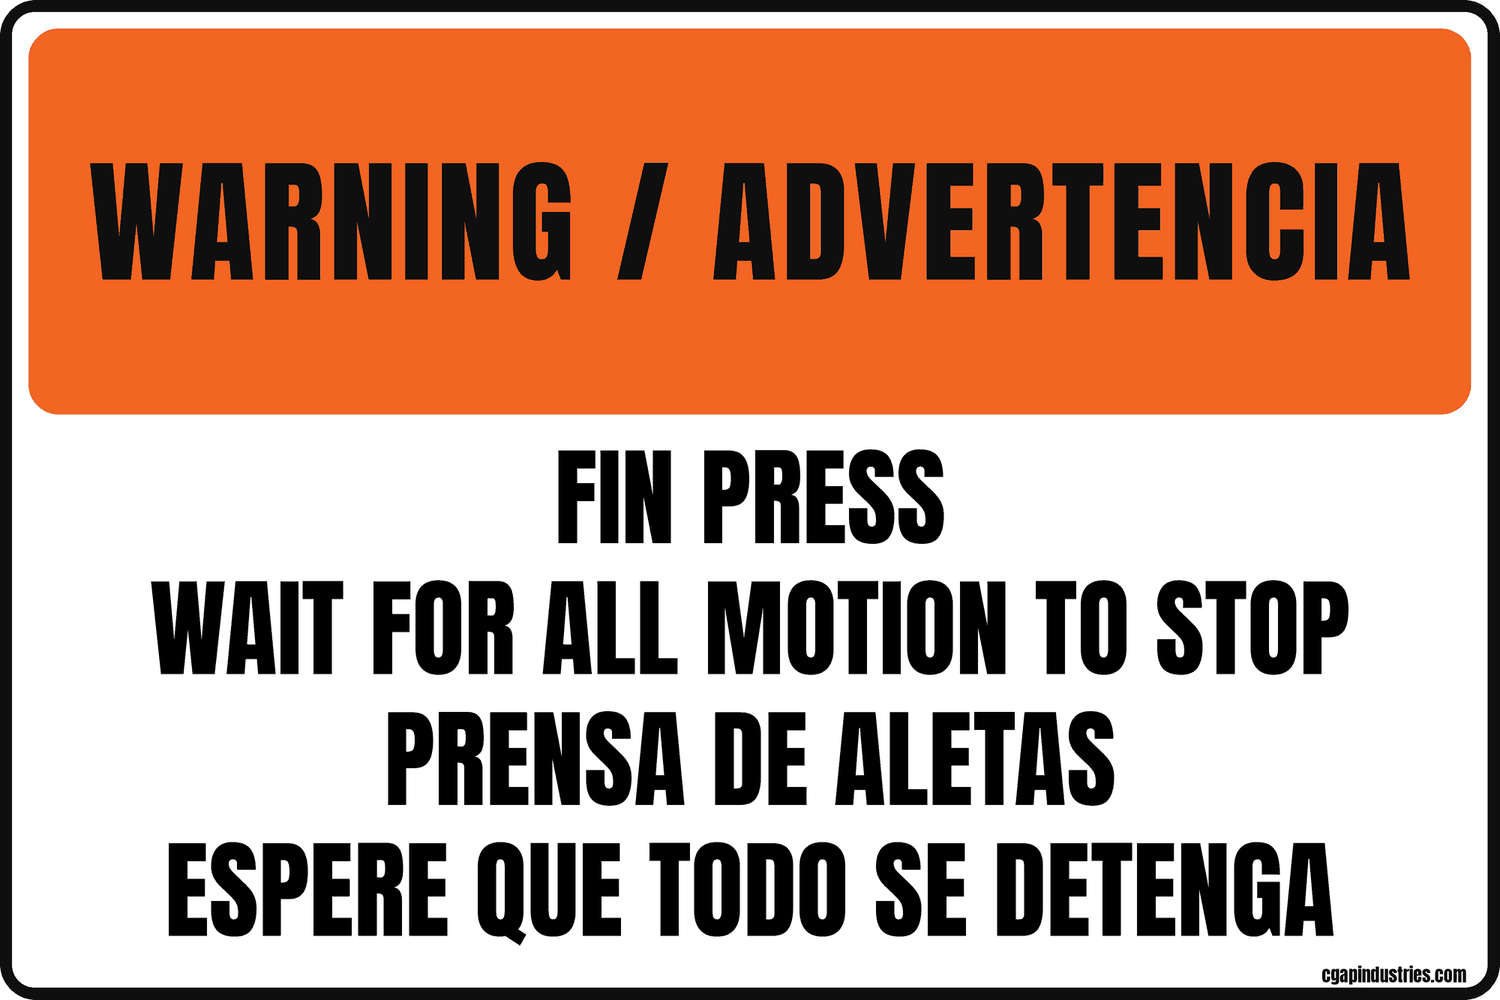 WARNING / ADVERTENCIA
FIN PRESS
WAIT FOR ALL MOTION TO STOP
PRENSA DE ALETAS
ESPERE QUE TODO SE DETENGA
cgapindustries.com